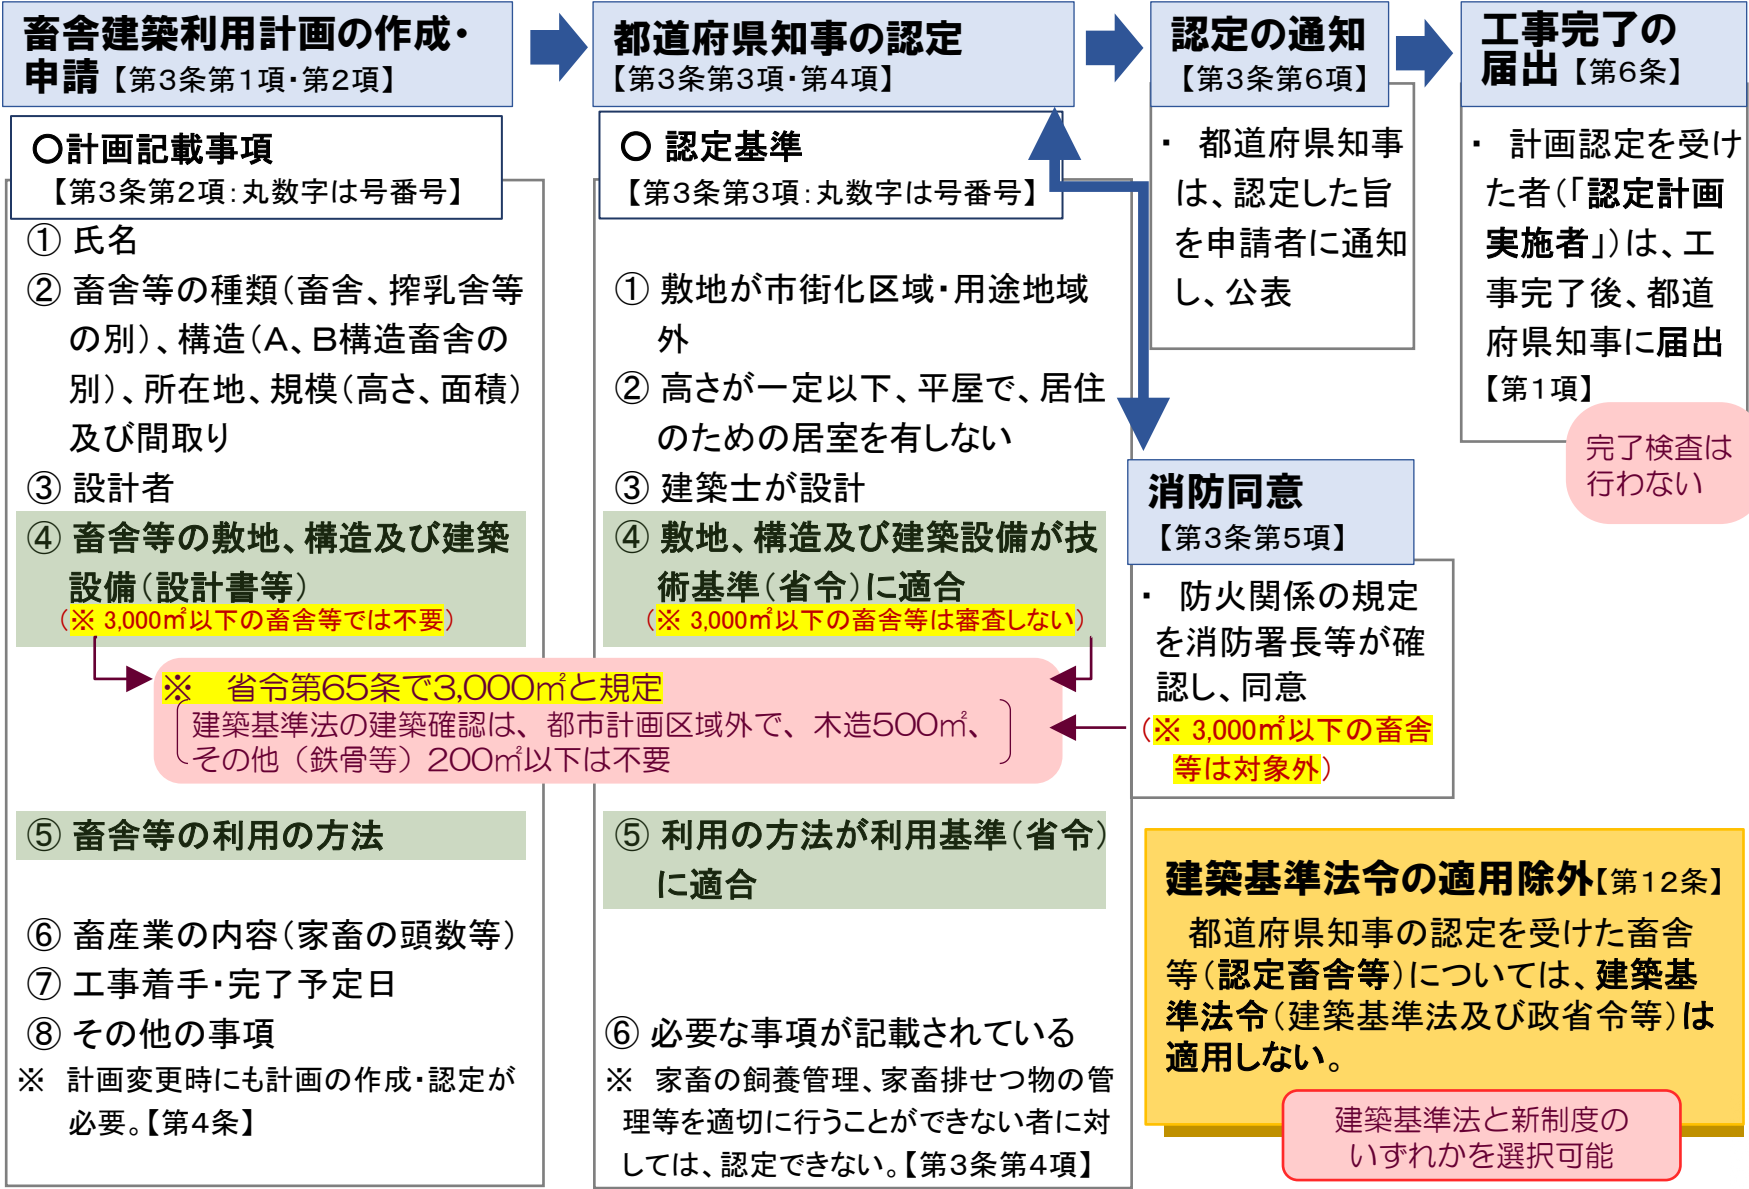 畜舎建築利用計画の作成・
申請【第3条第1項・第2項】
○計画記載事項
【第3条第2項：丸数字は号番号】
① 氏名
② 畜舎等の種類（畜舎、搾乳舎等
の別）、構造（A、B構造畜舎の
別）、所在地、規模（高さ、面積）
及び間取り
③ 設計者
④ 畜舎等の敷地、構造及び建築
設備（設計書等）
（※ 3,000㎡以下の畜舎等では不要）
⑤ 畜舎等の利用の方法
⑥ 畜産業の内容（家畜の頭数等）
⑦ 工事着手・完了予定日
⑧ その他の事項
※ 計画変更時にも計画の作成・認定が
必要。【第4条】
都道府県知事の認定
【第3条第3項・第4項】
○ 認定基準
【第3条第3項：丸数字は号番号】
① 敷地が市街化区域・用途地域
外
② 高さが一定以下、平屋で、居住
のための居室を有しない
③ 建築士が設計
④ 敷地、構造及び建築設備が技
術基準（省令）に適合
（※ 3,000㎡以下の畜舎等は審査しない）
※ 省令第65条で3,000㎡と規定
建築基準法の建築確認は、都市計画区域外で、木造500㎡、
その他（鉄骨等）200㎡以下は不要
⑤ 利用の方法が利用基準（省令）
に適合
⑥ 必要な事項が記載されている
※ 家畜の飼養管理、家畜排せつ物の管
理等を適切に行うことができない者に対
しては、認定できない。【第3条第4項】
認定の通知
【第3条第6項】
・ 都道府県知事
は、認定した旨
を申請者に通知
し、公表
消防同意
【第3条第5項】
・ 防火関係の規定
を消防署長等が確
認し、同意
（※ 3,000㎡以下の畜舎
等は対象外）
工事完了の
届出【第6条】
・ 計画認定を受け
た者（「認定計画
実施者」）は、工
事完了後、都道
府県知事に届出
【第1項】
完了検査は
行わない
建築基準法令の適用除外【第12条】
都道府県知事の認定を受けた畜舎
等（認定畜舎等）については、建築基
準法令（建築基準法及び政省令等）は
適用しない。
建築基準法と新制度の
いずれかを選択可能